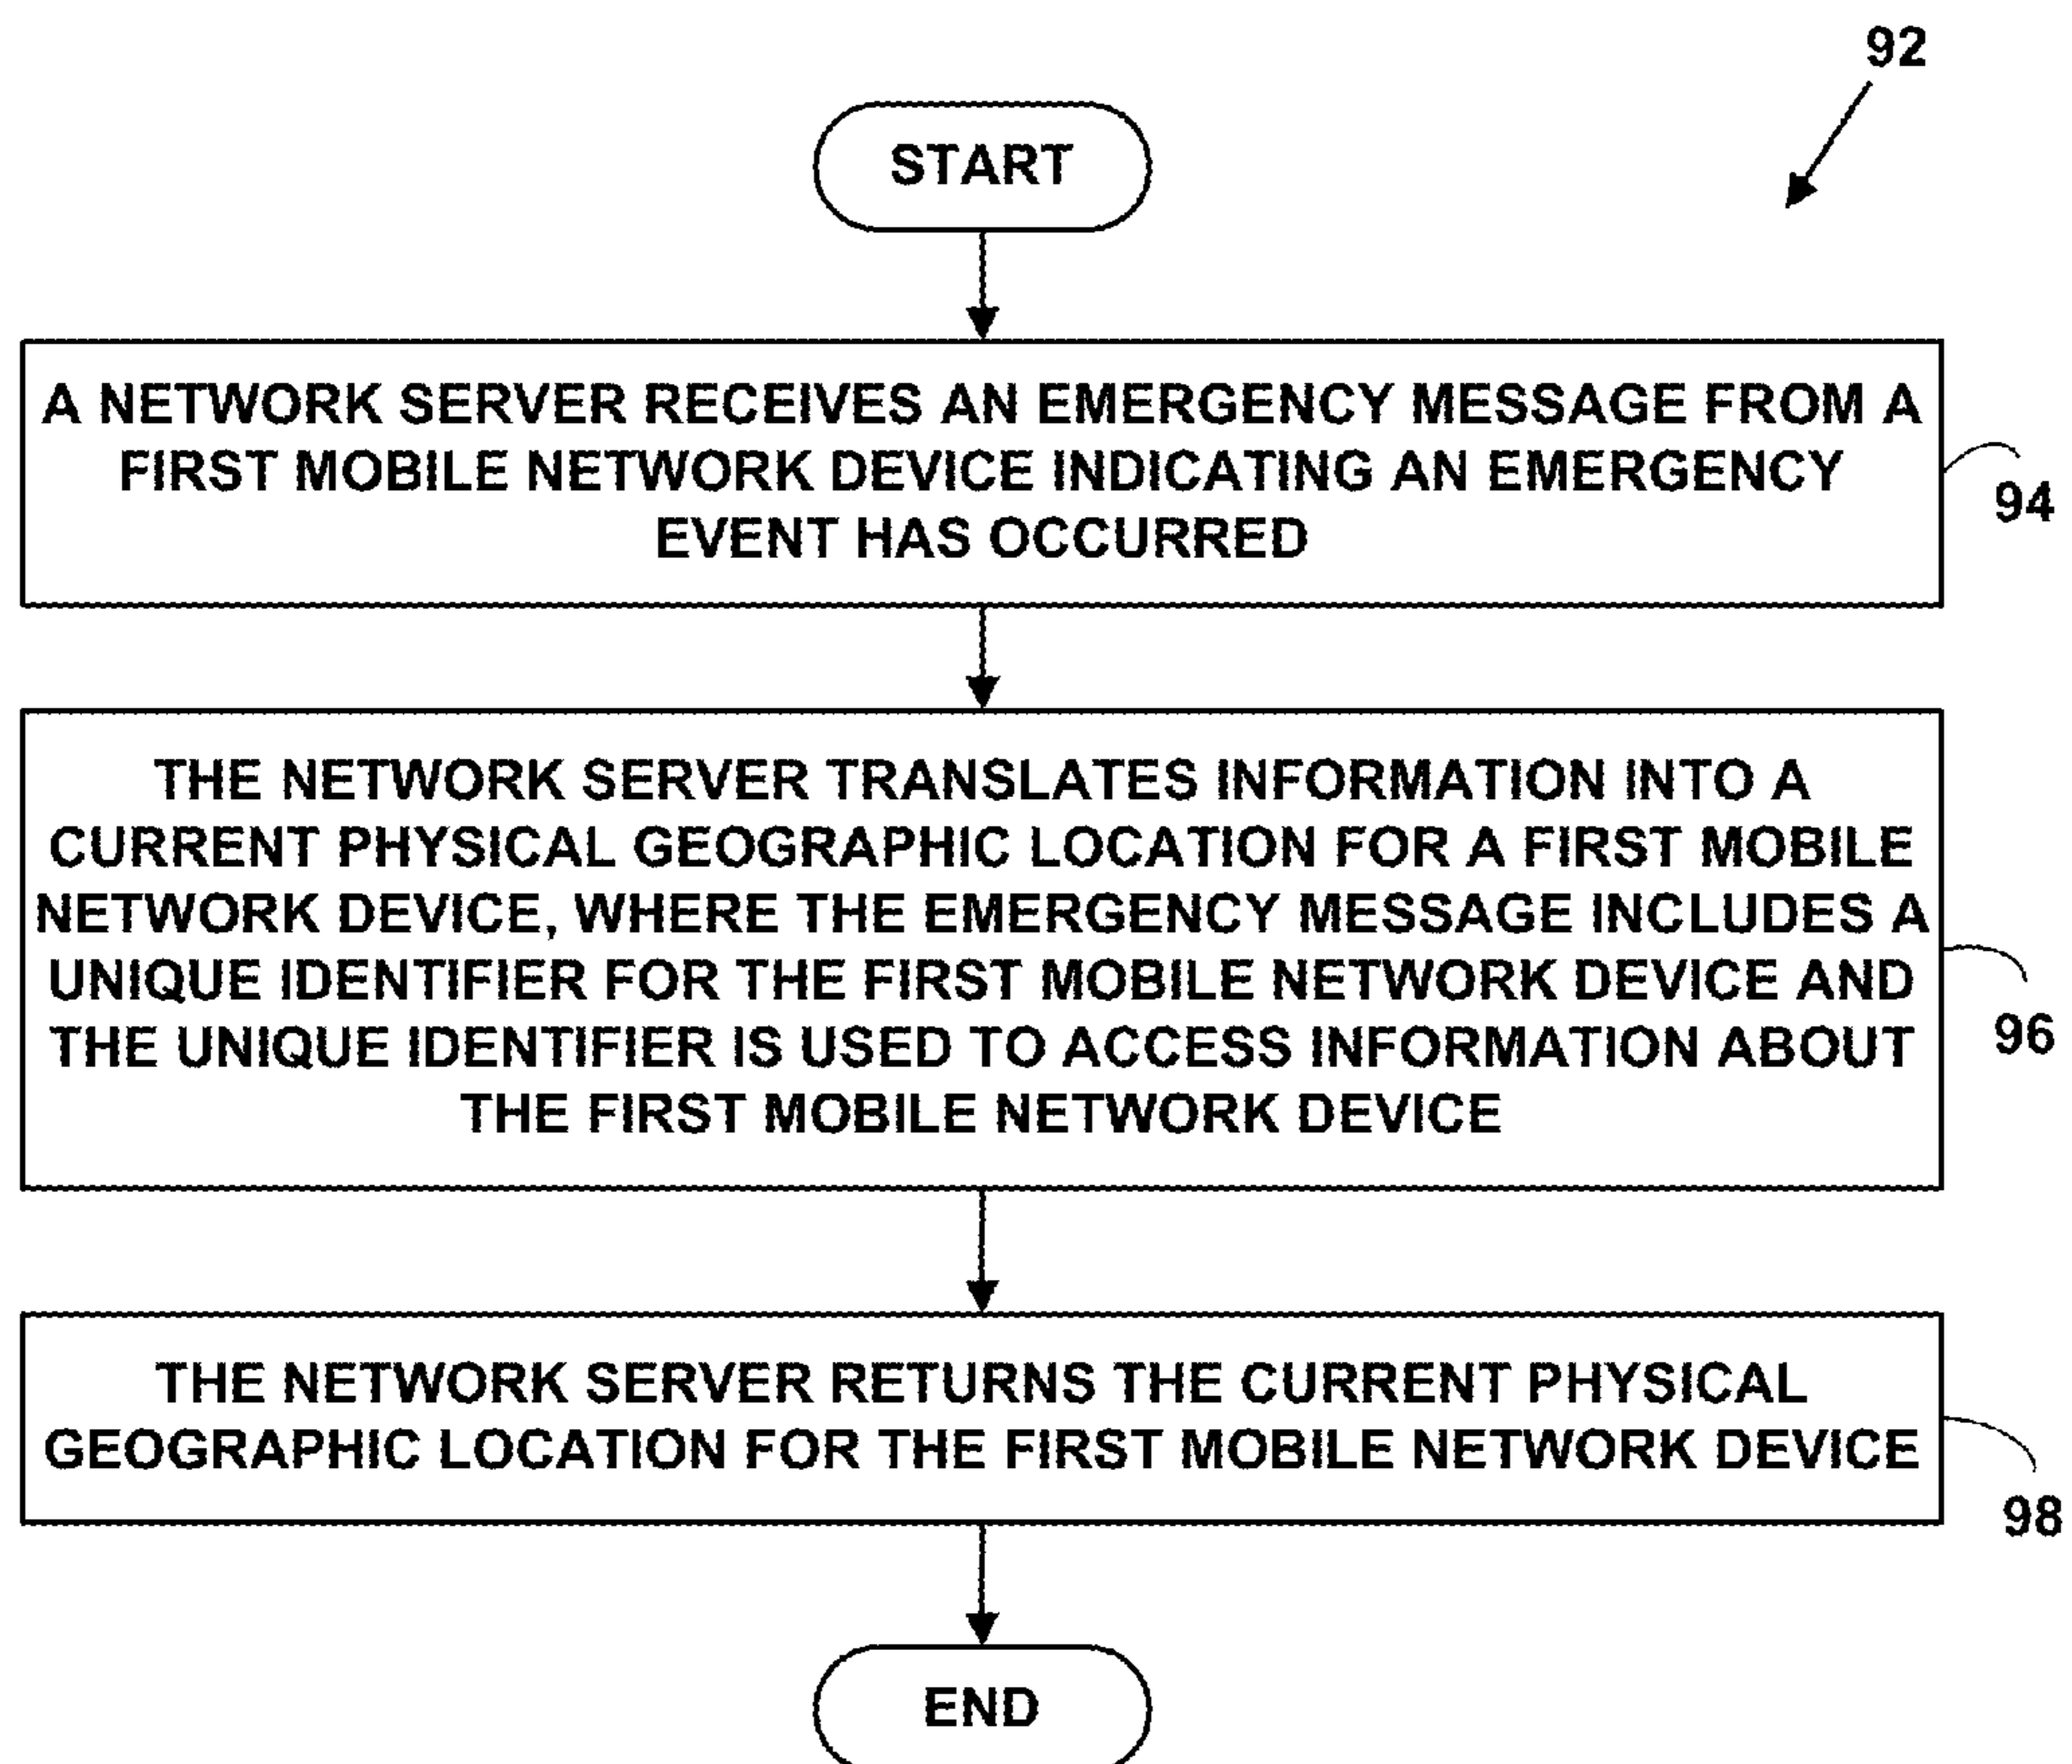 92
START
A NETWORK SERVER RECEIVES AN EMERGENCY MESSAGE FROM A
FIRST MOBILE NETWORK DEVICE INDICATING AN EMERGENCY
EVENT HAS OCCURRED
94
THE NETWORK SERVER TRANSLATES INFORMATION INTO A
CURRENT PHYSICAL GEOGRAPHIC LOCATION FOR A FIRST MOBILE
NETWORK DEVICE, WHERE THE EMERGENCY MESSAGE INCLUDES A
UNIQUE IDENTIFIER FOR THE FIRST MOBILE NETWORK DEVICE AND
THE UNIQUE IDENTIFIER IS USED TO ACCESS INFORMATION ABOUT
THE FIRST MOBILE NETWORK DEVICE
96
THE NETWORK SERVER RETURNS THE CURRENT PHYSICAL
GEOGRAPHIC LOCATION FOR THE FIRST MOBILE NETWORK DEVICE
98
END